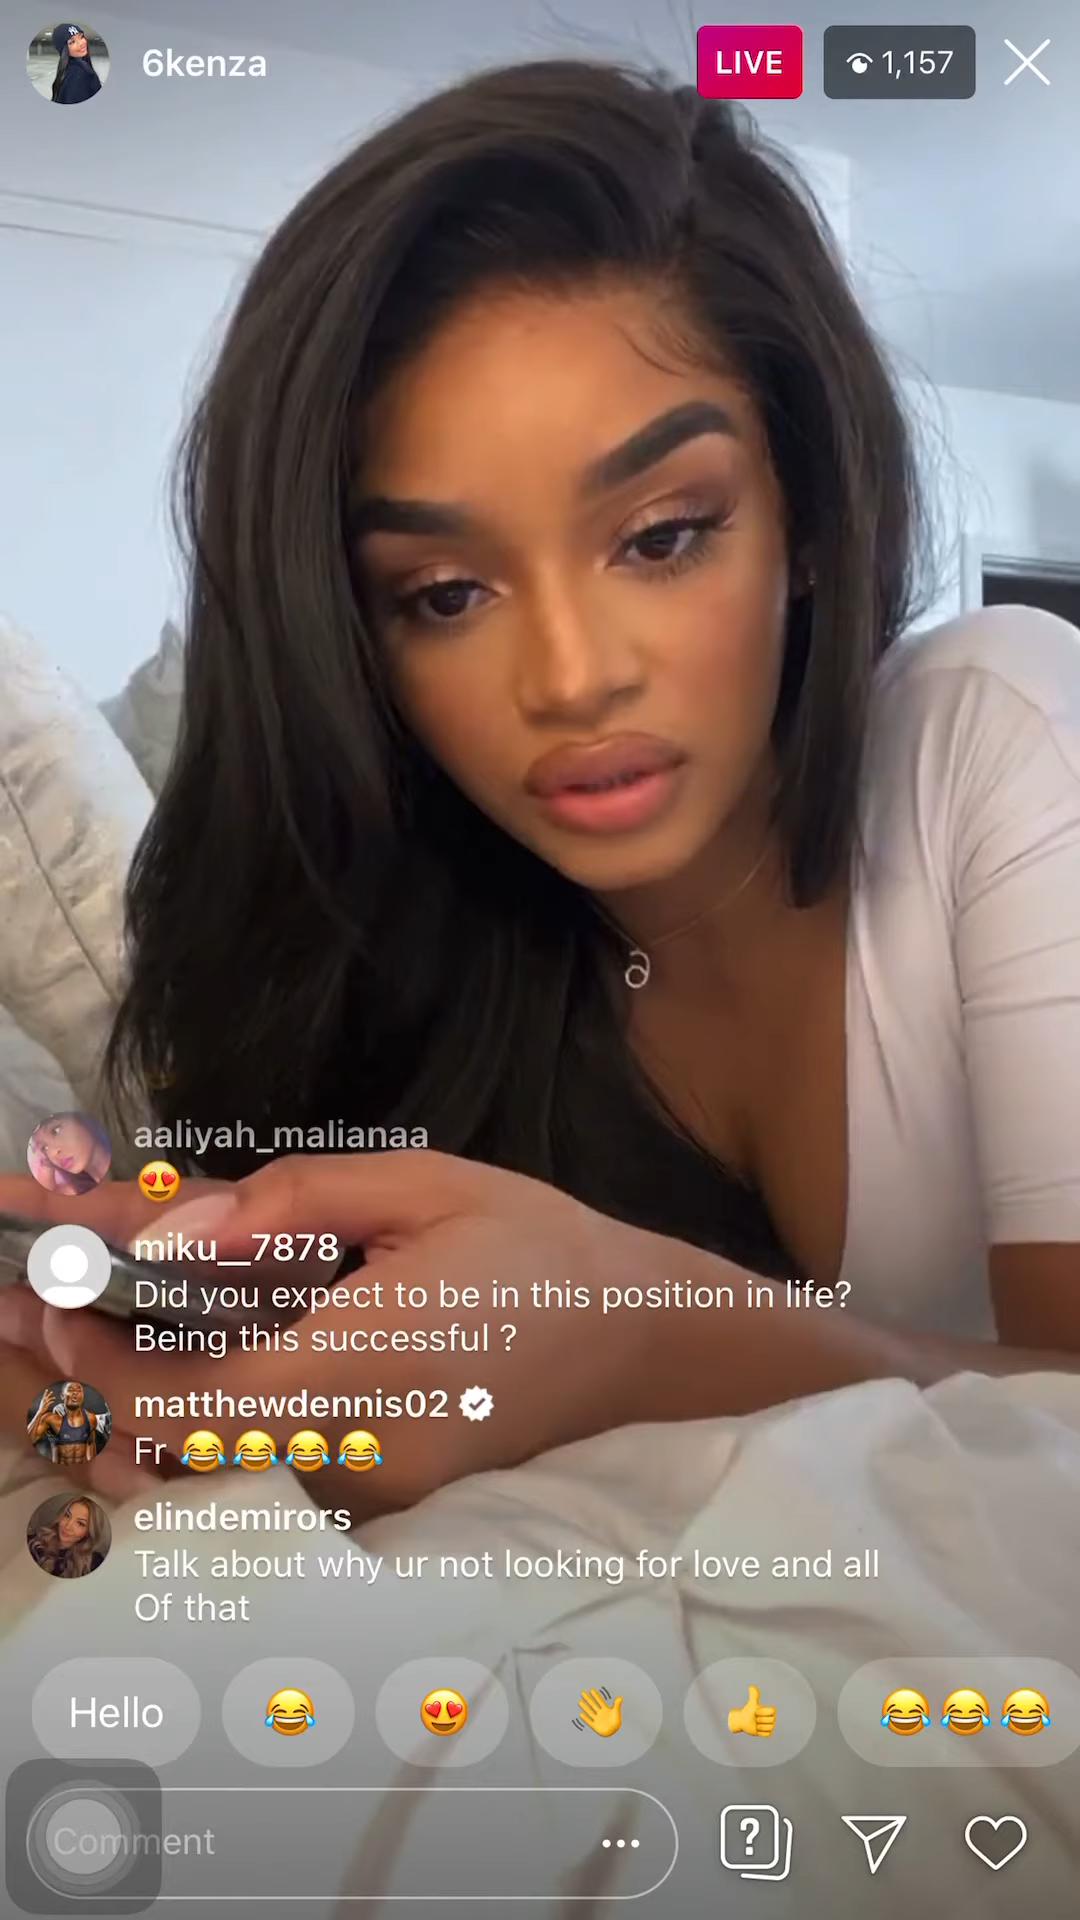 6kenza
LIVE
1,157
aaliyah_malianaa
😍
miku__7878
Did you expect to be in this position in life?
Being this successful ?
matthewdennis02
Fr 😂😂😂😂
elindemirors
Talk about why ur not looking for love and all
Of that
Hello 😂 😍 👋 👍 😂😂😂
Comment
?